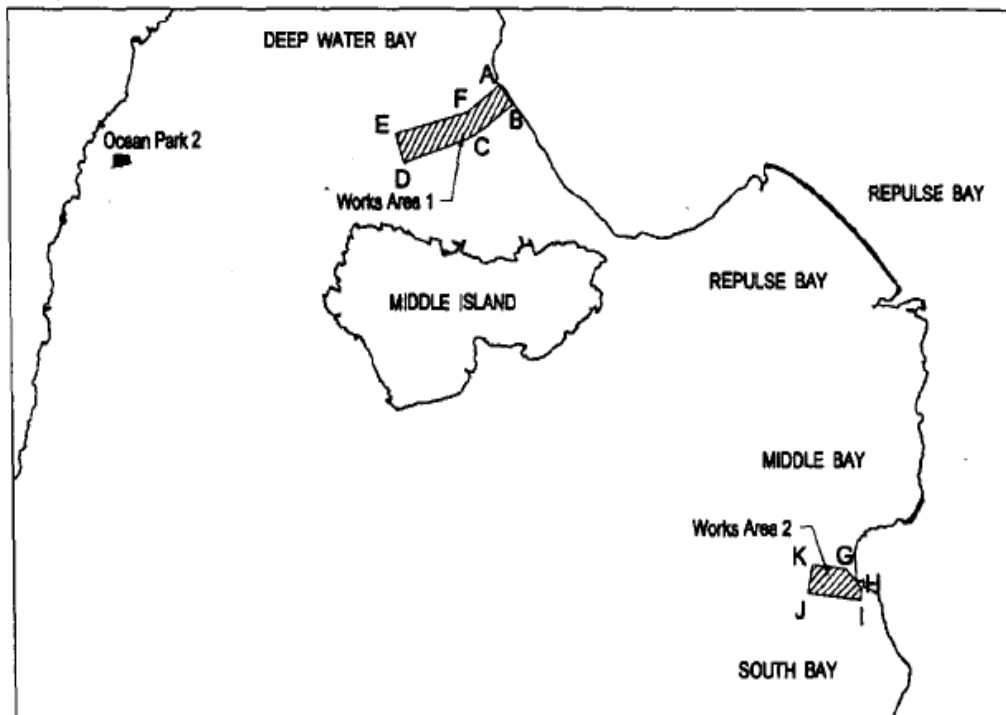 DEEP WATER BAY
A
F
B
E
C
Ocean Park 2
D
Works Area 1
REPULSE BAY
REPULSE BAY
MIDDLE ISLAND
MIDDLE BAY
Works Area 2
K
G
H
J
I
SOUTH BAY